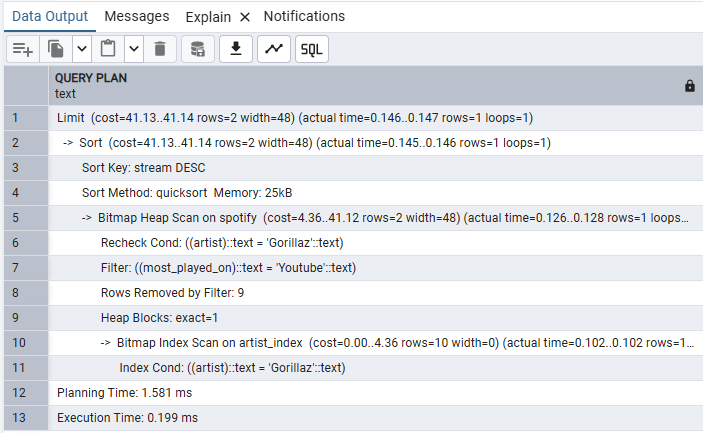 Data Output Messages Explain × Notifications
SQL
QUERY PLAN
text
1 Limit (cost=41.13..41.14 rows=2 width=48) (actual time=0.146..0.147 rows=1 loops=1)
2 -> Sort (cost=41.13..41.14 rows=2 width=48) (actual time=0.145..0.146 rows=1 loops=1)
3 Sort Key: stream DESC
4 Sort Method: quicksort Memory: 25kB
5 -> Bitmap Heap Scan on spotify (cost=4.36..41.12 rows=2 width=48) (actual time=0.126..0.128 rows=1 loops...
6 Recheck Cond: ((artist)::text = 'Gorillaz'::text)
7 Filter: ((most_played_on)::text = 'Youtube'::text)
8 Rows Removed by Filter: 9
9 Heap Blocks: exact=1
10 -> Bitmap Index Scan on artist_index (cost=0.00..4.36 rows=10 width=0) (actual time=0.102..0.102 rows=1...
11 Index Cond: ((artist)::text = 'Gorillaz'::text)
12 Planning Time: 1.581 ms
13 Execution Time: 0.199 ms